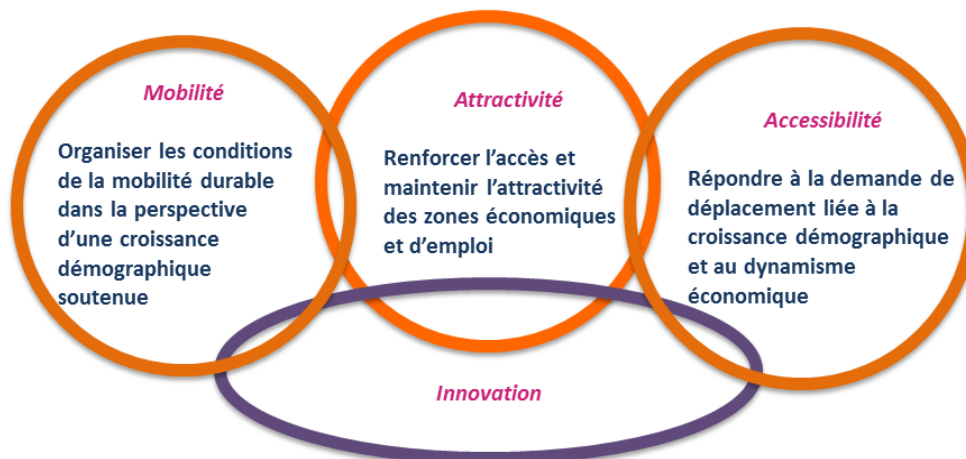 Mobilité
Organiser les conditions
de la mobilité durable
dans la perspective
d’une croissance
démographique
soutenue
Attractivité
Renforcer l’accès et
maintenir l’attractivité
des zones économiques
et d’emploi
Accessibilité
Répondre à la demande de
déplacement liée à la
croissance démographique
et au dynamisme
économique
Innovation